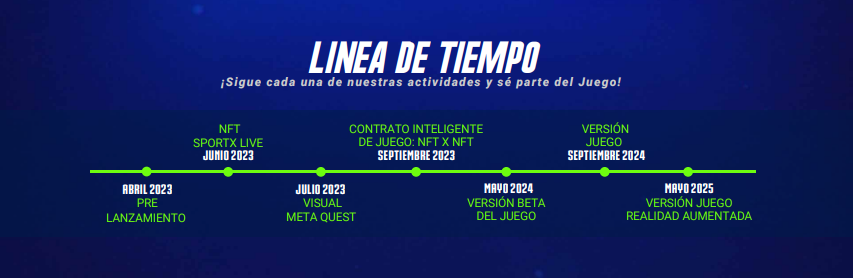 LINEA DE TIEMPO
¡Sigue cada una de nuestras actividades y sé parte del Juego!
NFT
SPORTX LIVE
JUNIO 2023
CONTRATO INTELIGENTE
DE JUEGO: NFT X NFT
SEPTIEMBRE 2023
VERSIÓN
JUEGO
SEPTIEMBRE 2024
ABRIL 2023
PRE
LANZAMIENTO
JULIO 2023
VISUAL
META QUEST
MAYO 2024
VERSIÓN BETA
DEL JUEGO
MAYO 2025
VERSIÓN JUEGO
REALIDAD AUMENTADA